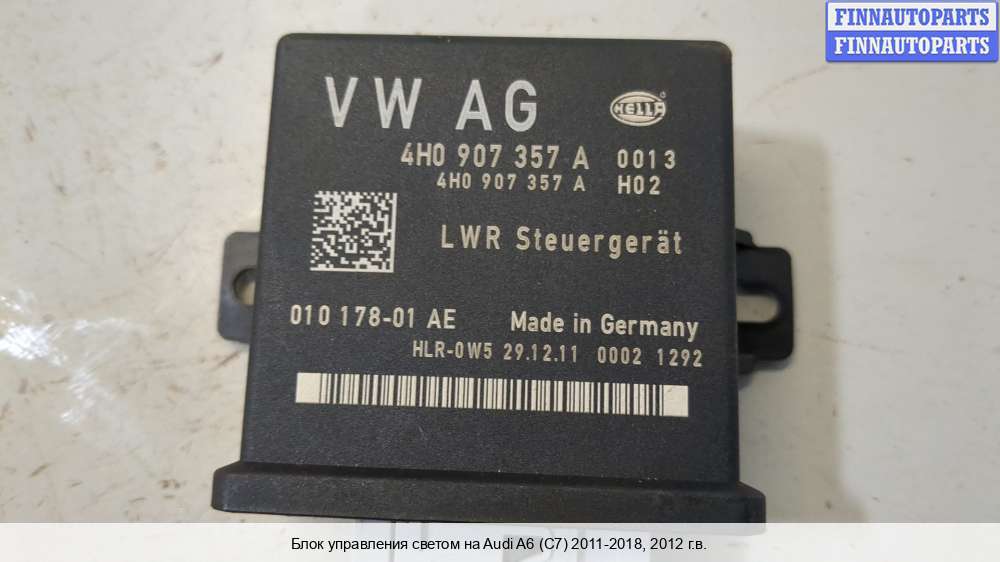 FINNAUTOPARTS
FINNAUTOPARTS
VW AG
HELLA
4H0 907 357 A 0013
4H0 907 357 A H02
LWR Steuergerät
010 178-01 AE Made in Germany
HLR-0W5 29.12.11 0002 1292
Блок управления светом на Audi A6 (C7) 2011-2018, 2012 г.в.